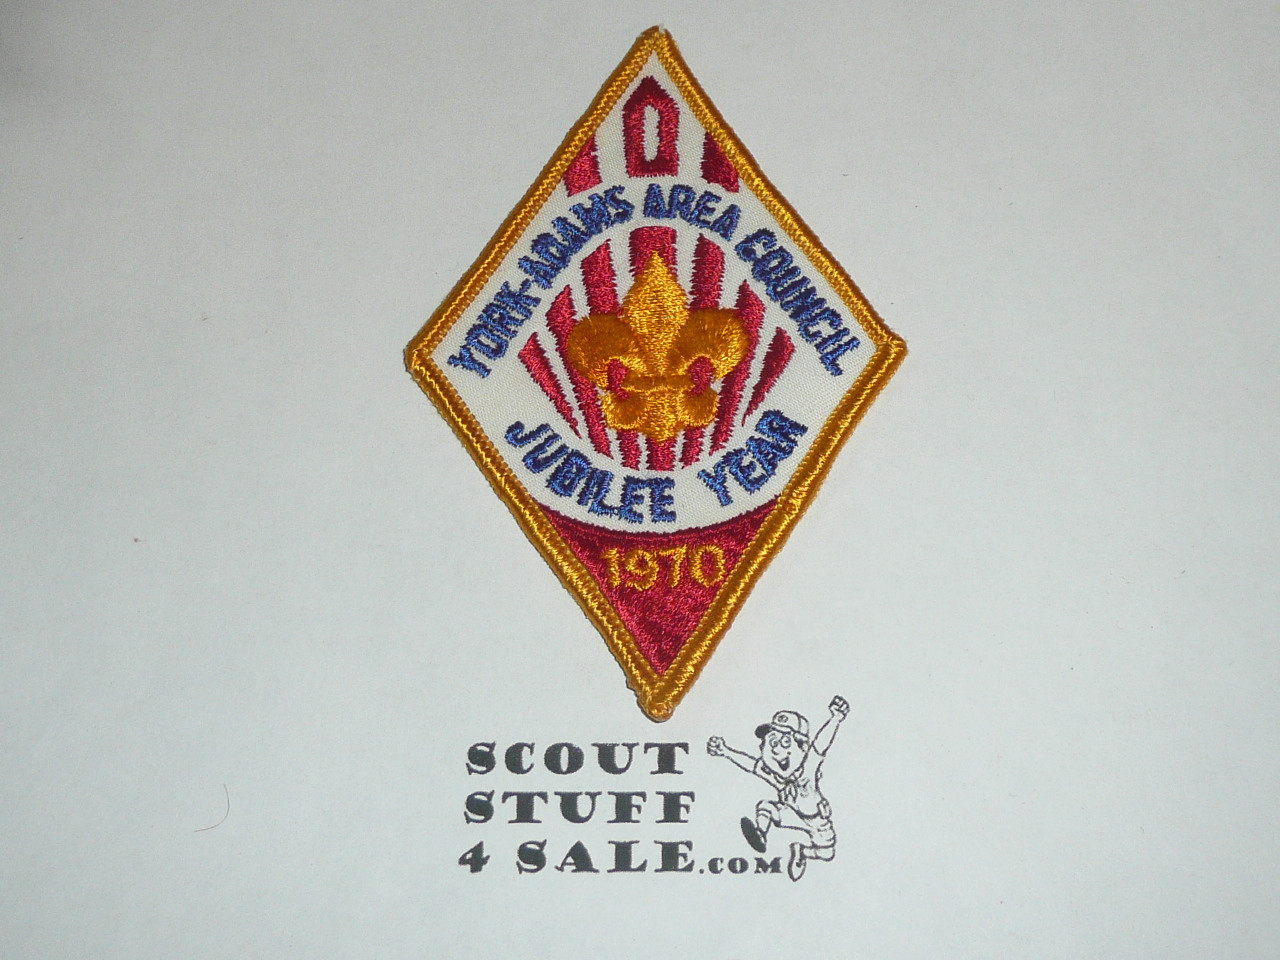 YORK-ADAMS AREA COUNCIL
JUBILEE YEAR
1970
SCOUT
STUFF
4 SALE.COM